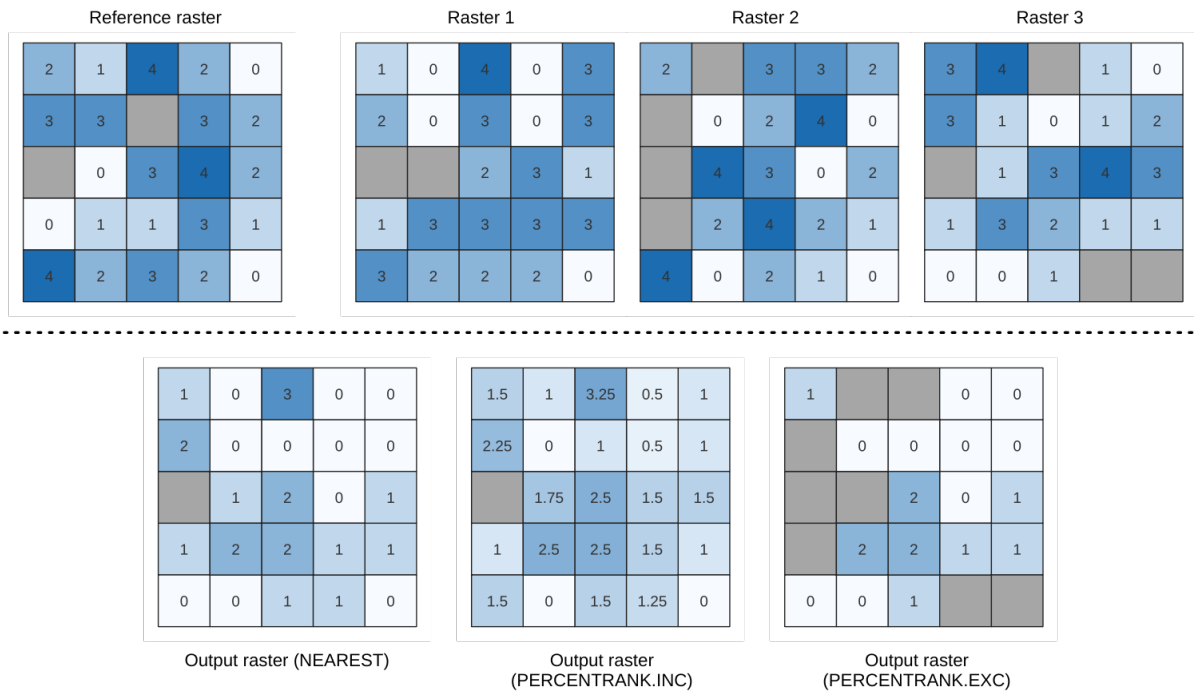 Reference raster Raster 1 Raster 2 Raster 3
2 1 4 2 0 1 0 4 0 3 2 3 3 2 3 4 1 0
3 3 3 2 2 0 3 0 3 0 2 4 0 3 1 0 1 2
0 3 4 2 2 3 1 4 3 0 2 1 3 4 3
0 1 1 3 1 1 3 3 3 3 2 4 2 1 1 3 2 1 1
4 2 3 2 0 3 2 2 2 0 4 0 2 1 0 0 0 1
1 0 3 0 0 1.5 1 3.25 0.5 1 1 0 0
2 0 0 0 0 2.25 0 1 0.5 1 0 0 0 0
1 2 0 1 1.75 2.5 1.5 1.5 2 0 1
1 2 2 1 1 1 2.5 2.5 1.5 1 2 2 1 1
0 0 1 1 0 1.5 0 1.5 1.25 0 0 0 1
Output raster (NEAREST) Output raster Output raster
(PERCENTRANK.INC) (PERCENTRANK.EXC)